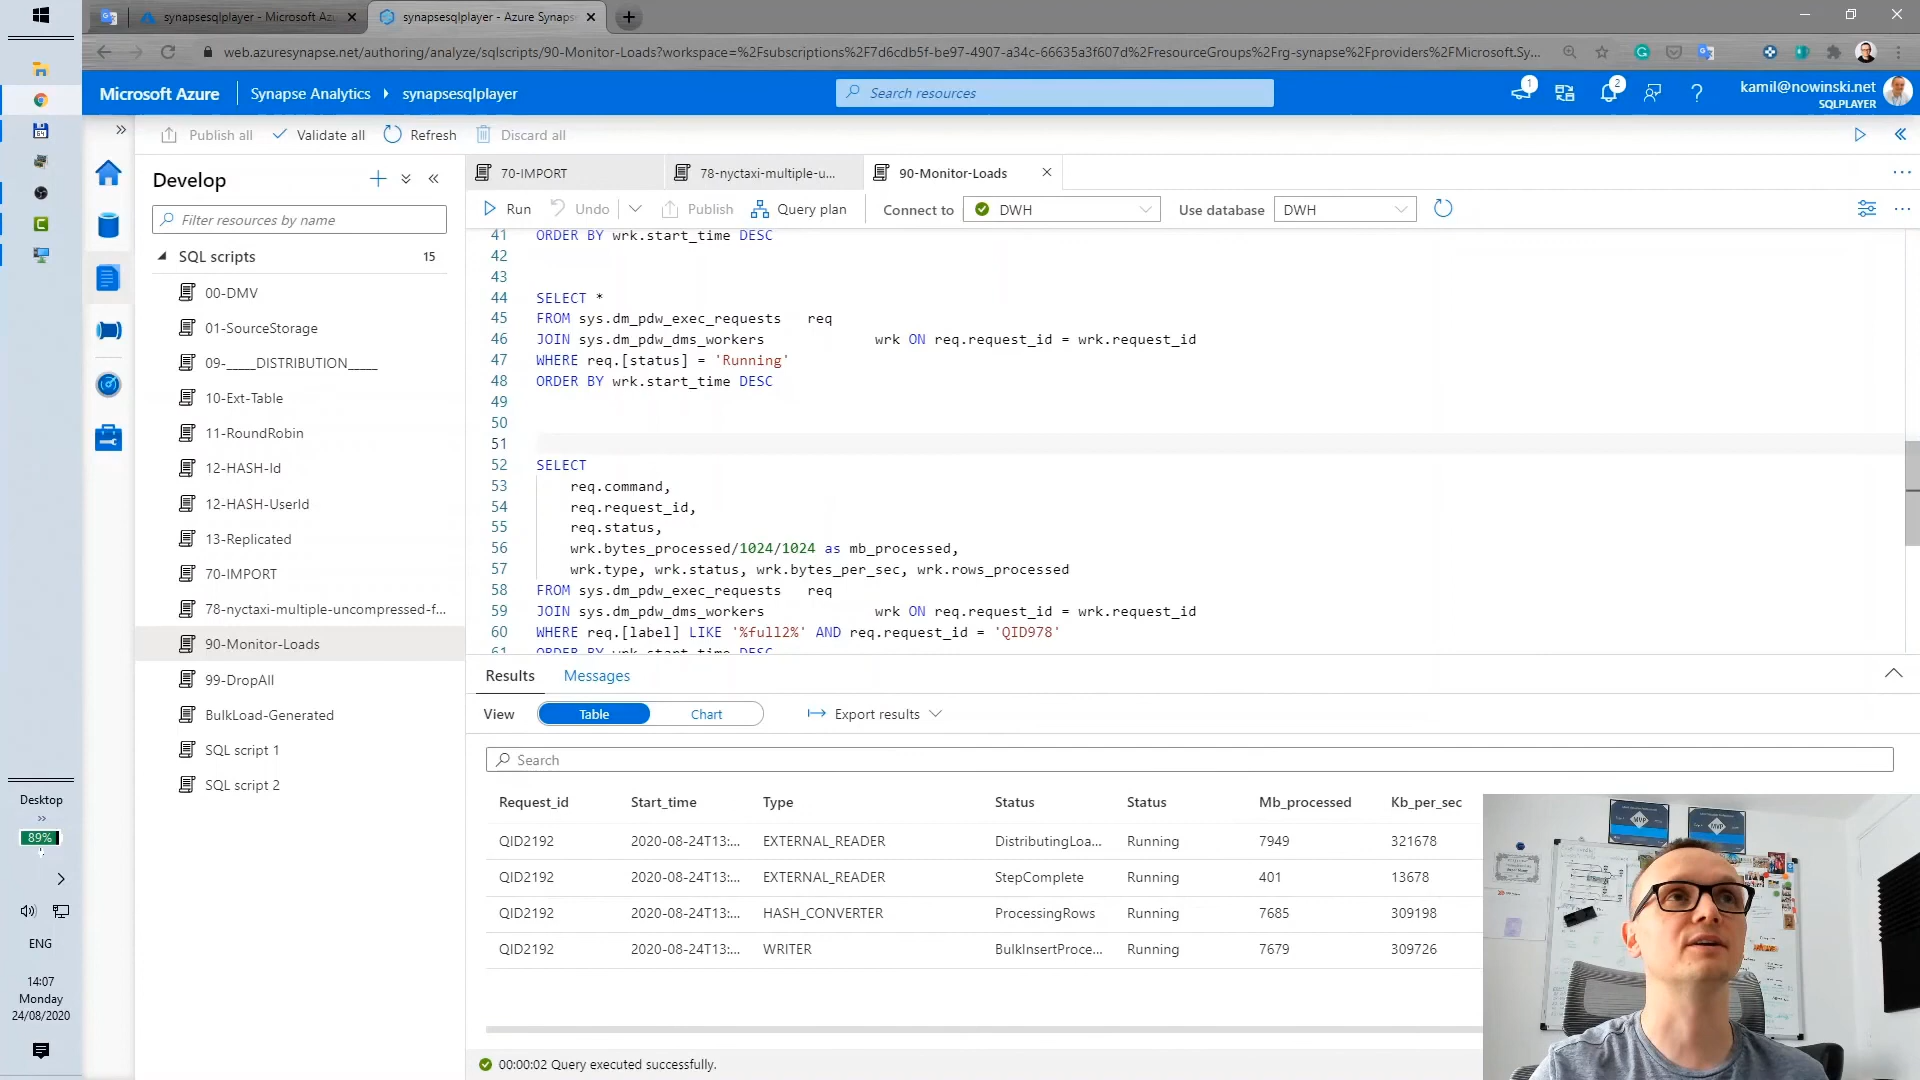 synapsesqlplayer - Microsoft Az
synapsesqlplayer - Azure Synaps
web.azuresynapse.net/authoring/analyze/sqlscripts/90-Monitor-Loads?workspace=%2Fsubscriptions%2F7d6cdb5f-be97-4907-a34c-66635a3f607d%2FresourceGroups%2Frg-synapse%2Fproviders%2FMicrosoft.Sy...
Microsoft Azure
Synapse Analytics
synapsesqlplayer
Search resources
1
2
kamil@nowinski.net
SQLPLAYER
Publish all
Validate all
Refresh
Discard all
Develop
Filter resources by name
SQL scripts 15
00-DMV
01-SourceStorage
09-_____DISTRIBUTION_____
10-Ext-Table
11-RoundRobin
12-HASH-Id
12-HASH-UserId
13-Replicated
70-IMPORT
78-nyctaxi-multiple-uncompressed-f...
90-Monitor-Loads
99-DropAll
BulkLoad-Generated
SQL script 1
SQL script 2
70-IMPORT
78-nyctaxi-multiple-u...
90-Monitor-Loads
Run
Undo
Publish
Query plan
Connect to
DWH
Use database
DWH
41 ORDER BY wrk.start_time DESC
42
43
44 SELECT *
45 FROM sys.dm_pdw_exec_requests req
46 JOIN sys.dm_pdw_dms_workers wrk ON req.request_id = wrk.request_id
47 WHERE req.[status] = 'Running'
48 ORDER BY wrk.start_time DESC
49
50
51
52 SELECT
53 req.command,
54 req.request_id,
55 req.status,
56 wrk.bytes_processed/1024/1024 as mb_processed,
57 wrk.type, wrk.status, wrk.bytes_per_sec, wrk.rows_processed
58 FROM sys.dm_pdw_exec_requests req
59 JOIN sys.dm_pdw_dms_workers wrk ON req.request_id = wrk.request_id
60 WHERE req.[label] LIKE '%full2%' AND req.request_id = 'QID978'
61 ORDER BY wrk.start_time DESC
Results
Messages
View
Table
Chart
Export results
Search
Request_id Start_time Type Status Status Mb_processed Kb_per_sec
QID2192 2020-08-24T13:... EXTERNAL_READER DistributingLoa... Running 7949 321678
QID2192 2020-08-24T13:... EXTERNAL_READER StepComplete Running 401 13678
QID2192 2020-08-24T13:... HASH_CONVERTER ProcessingRows Running 7685 309198
QID2192 2020-08-24T13:... WRITER BulkInsertProce... Running 7679 309726
00:00:02 Query executed successfully.
Desktop
89%
ENG
14:07
Monday
24/08/2020
MVP
MVP